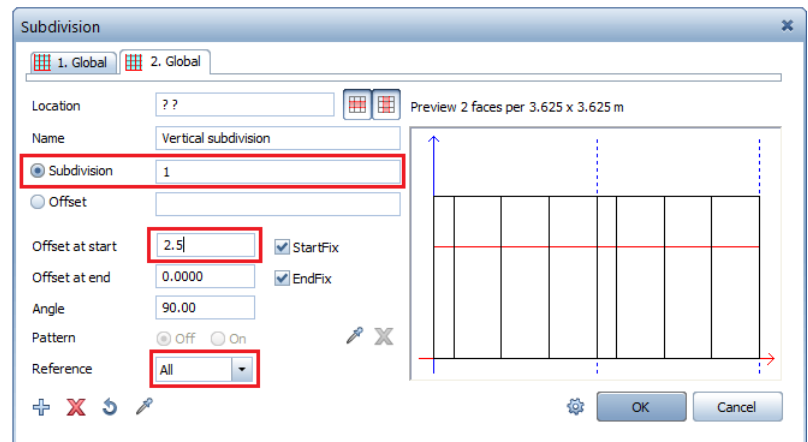 Subdivision
1. Global 2. Global
Location ? ? Preview 2 faces per 3.625 x 3.625 m
Name Vertical subdivision
Subdivision 1
Offset
Offset at start 2.5 StartFix
Offset at end 0.0000 EndFix
Angle 90.00
Pattern Off On
Reference All
OK Cancel